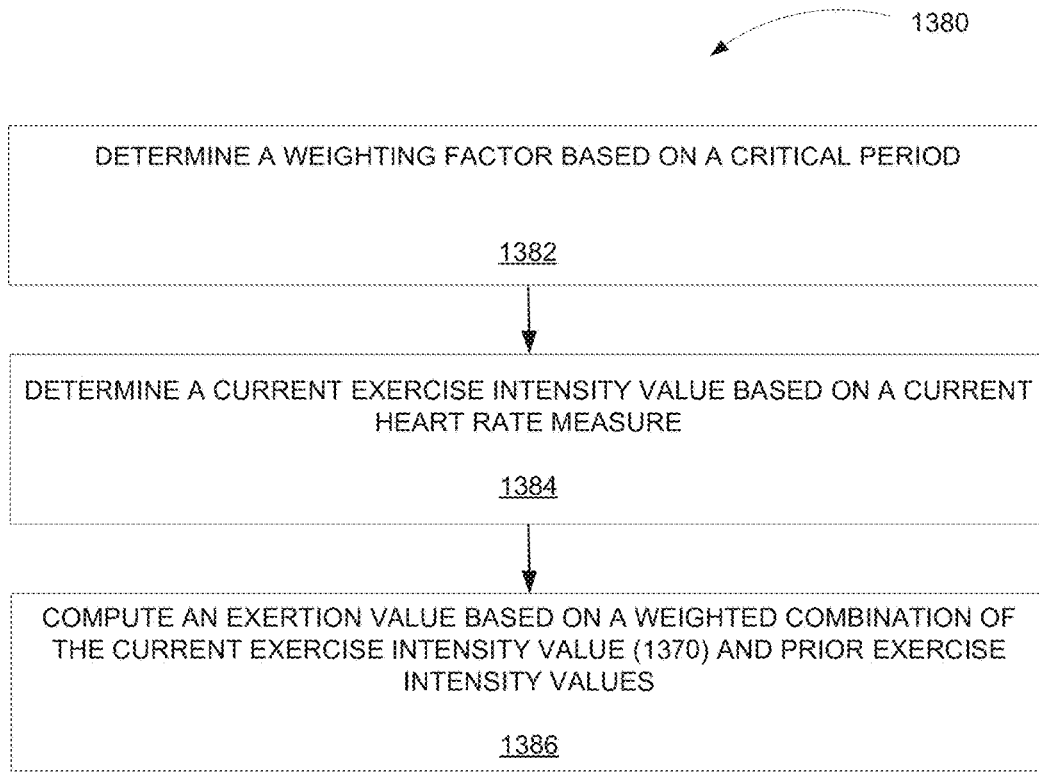 1380
DETERMINE A WEIGHTING FACTOR BASED ON A CRITICAL PERIOD
1382
DETERMINE A CURRENT EXERCISE INTENSITY VALUE BASED ON A CURRENT
HEART RATE MEASURE
1384
COMPUTE AN EXERTION VALUE BASED ON A WEIGHTED COMBINATION OF
THE CURRENT EXERCISE INTENSITY VALUE (1370) AND PRIOR EXERCISE
INTENSITY VALUES
1386